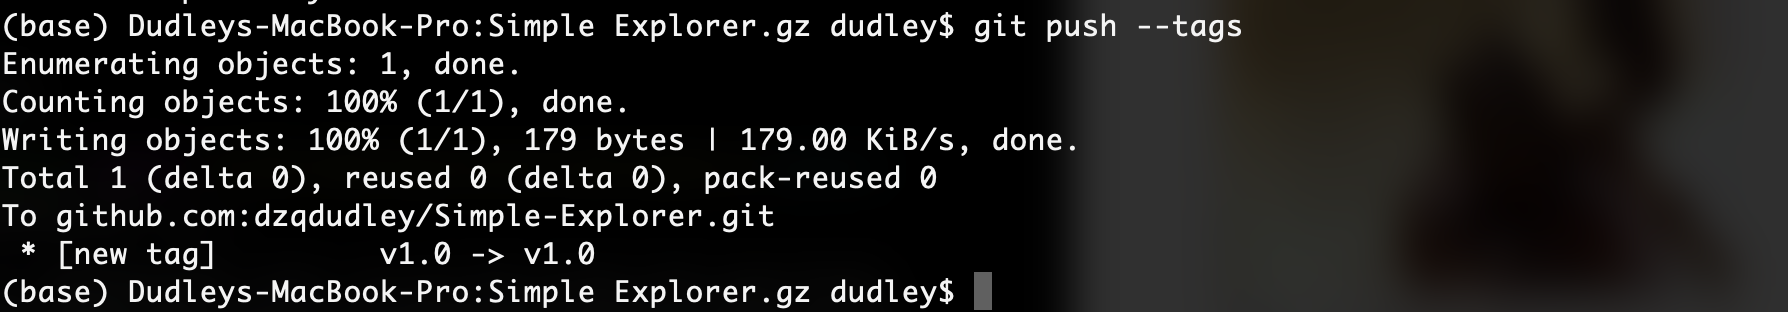 (base) Dudleys-MacBook-Pro:Simple Explorer.gz dudley$ git push --tags
Enumerating objects: 1, done.
Counting objects: 100% (1/1), done.
Writing objects: 100% (1/1), 179 bytes | 179.00 KiB/s, done.
Total 1 (delta 0), reused 0 (delta 0), pack-reused 0
To github.com:dzqdudley/Simple-Explorer.git
 * [new tag]         v1.0 -> v1.0
(base) Dudleys-MacBook-Pro:Simple Explorer.gz dudley$